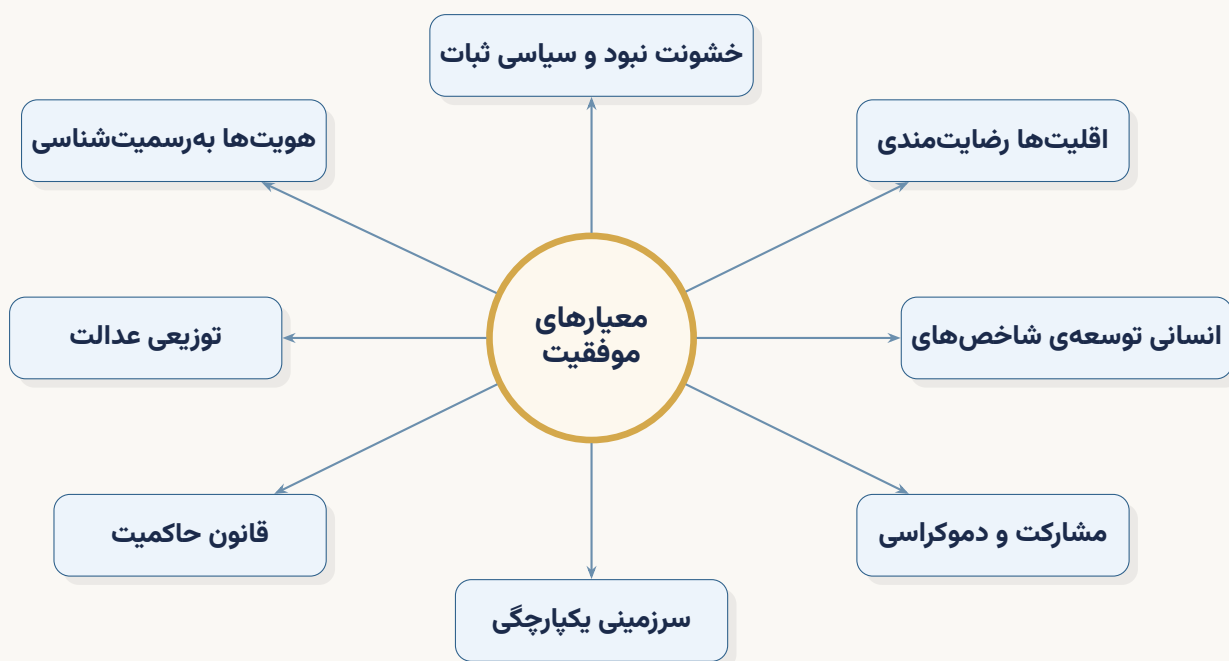 خشونت نبود و سیاسی ثبات
اقلیت‌ها رضایت‌مندی
هویت‌ها به‌رسمیت‌شناسی
معیارهای
موفقیت
انسانی توسعه‌ی شاخص‌های
توزیعی عدالت
مشارکت و دموکراسی
قانون حاکمیت
سرزمینی یکپارچگی